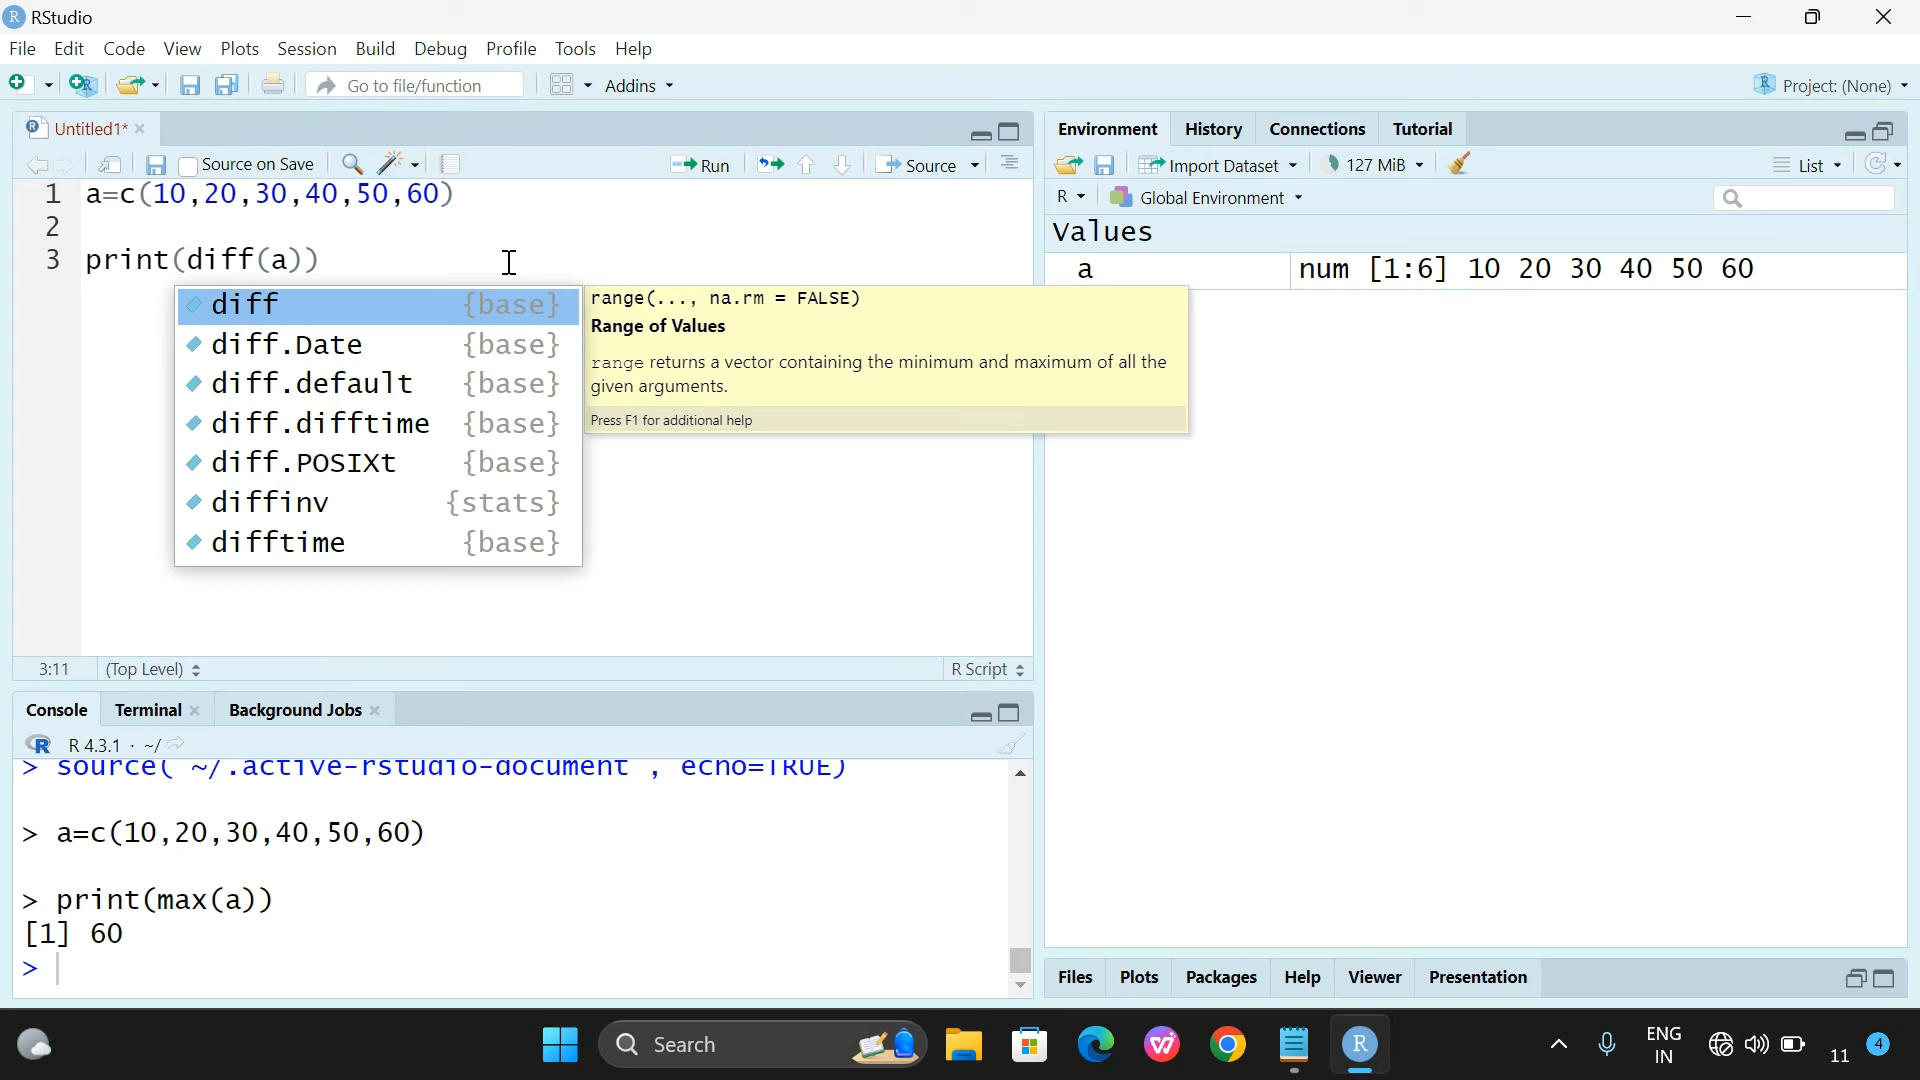 RStudio
File Edit Code View Plots Session Build Debug Profile Tools Help
Go to file/function Addins Project: (None)
Untitled1*
Source on Save Run Source
1 a=c(10,20,30,40,50,60)
2
3 print(diff(a))
diff {base}
diff.Date {base}
diff.default {base}
diff.difftime {base}
diff.POSIXt {base}
diffinv {stats}
difftime {base}
range(..., na.rm = FALSE)
Range of Values
range returns a vector containing the minimum and maximum of all the
given arguments.
Press F1 for additional help
3:11 (Top Level) R Script
Environment History Connections Tutorial
Import Dataset 127 MiB List
R Global Environment
Values
a num [1:6] 10 20 30 40 50 60
Console Terminal Background Jobs
R 4.3.1 · ~/
> source( ~/.active-rstudio-document , echo=TRUE)
> a=c(10,20,30,40,50,60)
> print(max(a))
[1] 60
>
Files Plots Packages Help Viewer Presentation
Search
ENG
IN
11
4